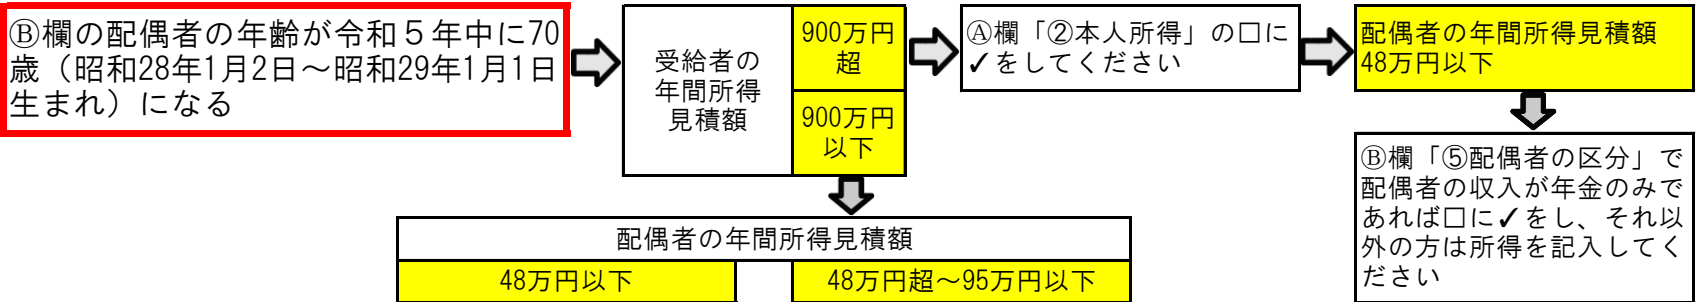 Ⓑ欄の配偶者の年齢が令和５年中に70
歳（昭和28年1月2日～昭和29年1月1日
生まれ）になる
受給者の
年間所得
見積額
900万円
超
900万円
以下
Ⓐ欄「②本人所得」の□に
✓をしてください
配偶者の年間所得見積額
48万円以下
Ⓑ欄「⑤配偶者の区分」で
配偶者の収入が年金のみで
あれば□に✓をし、それ以
外の方は所得を記入してく
ださい
配偶者の年間所得見積額
48万円以下
48万円超～95万円以下